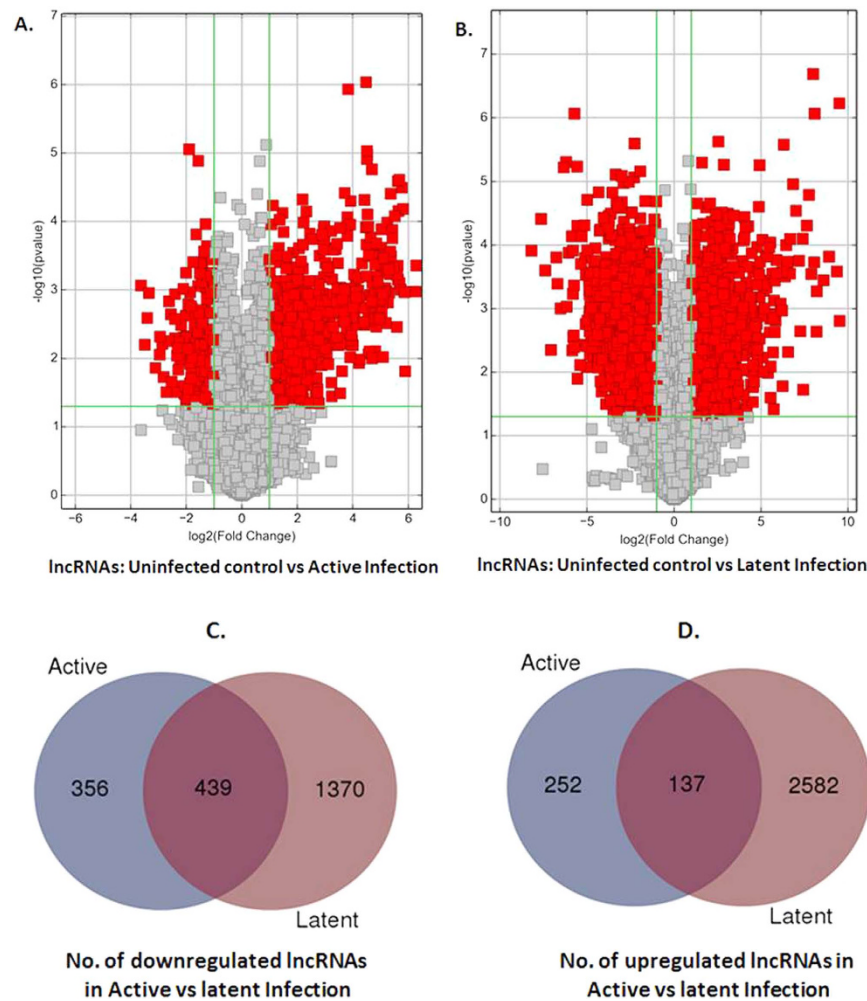 A.
7
6
5
4
3
2
1
0
-log10(pvalue)
−6
−4
−2
0
2
4
6
log2(Fold Change)
lncRNAs: Uninfected control vs Active Infection
B.
7
6
5
4
3
2
1
0
-log10(pvalue)
−10
−5
0
5
10
log2(Fold Change)
lncRNAs: Uninfected control vs Latent Infection
C.
Active
356
439
1370
Latent
No. of downregulated lncRNAs
in Active vs latent Infection
D.
Active
252
137
2582
Latent
No. of upregulated lncRNAs in
Active vs latent Infection